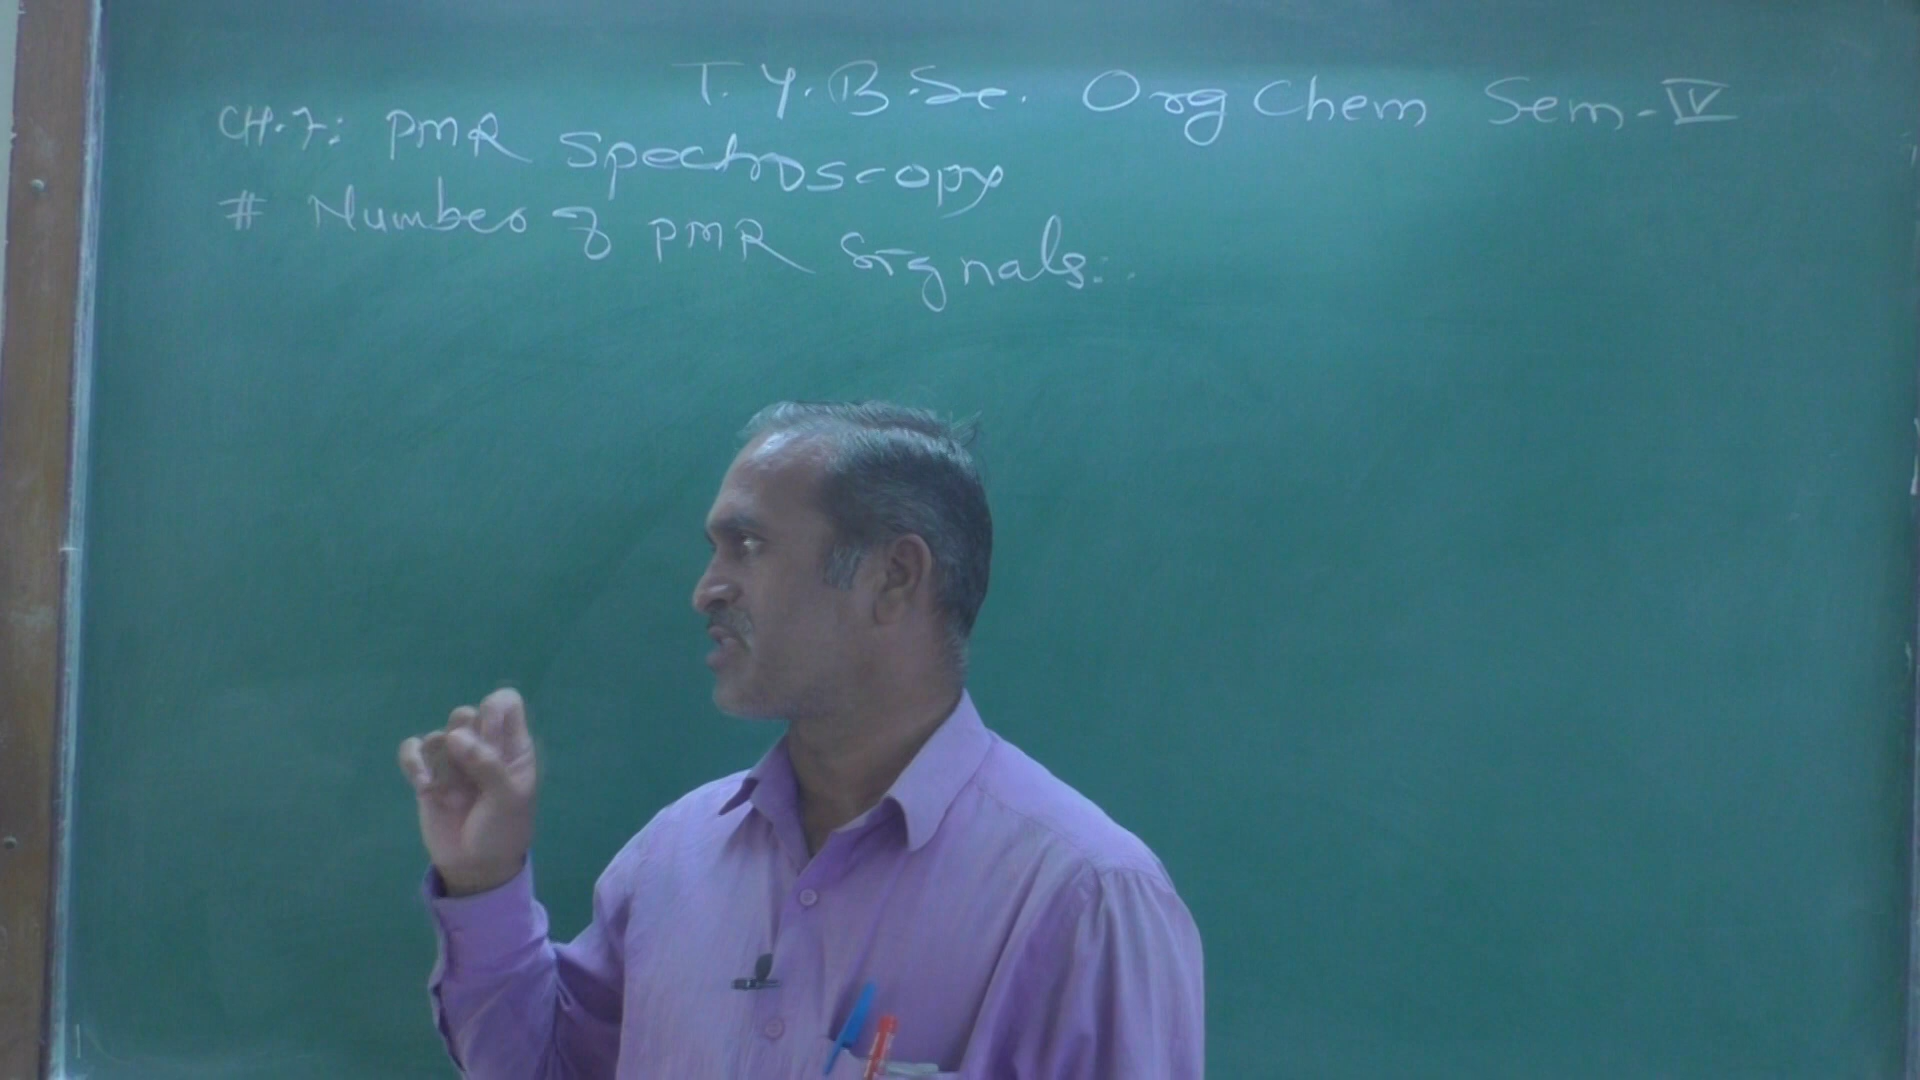 T.Y.B.Sc. Org Chem Sem-IV
CH.7: PMR Spectroscopy
# Number of PMR Signals: